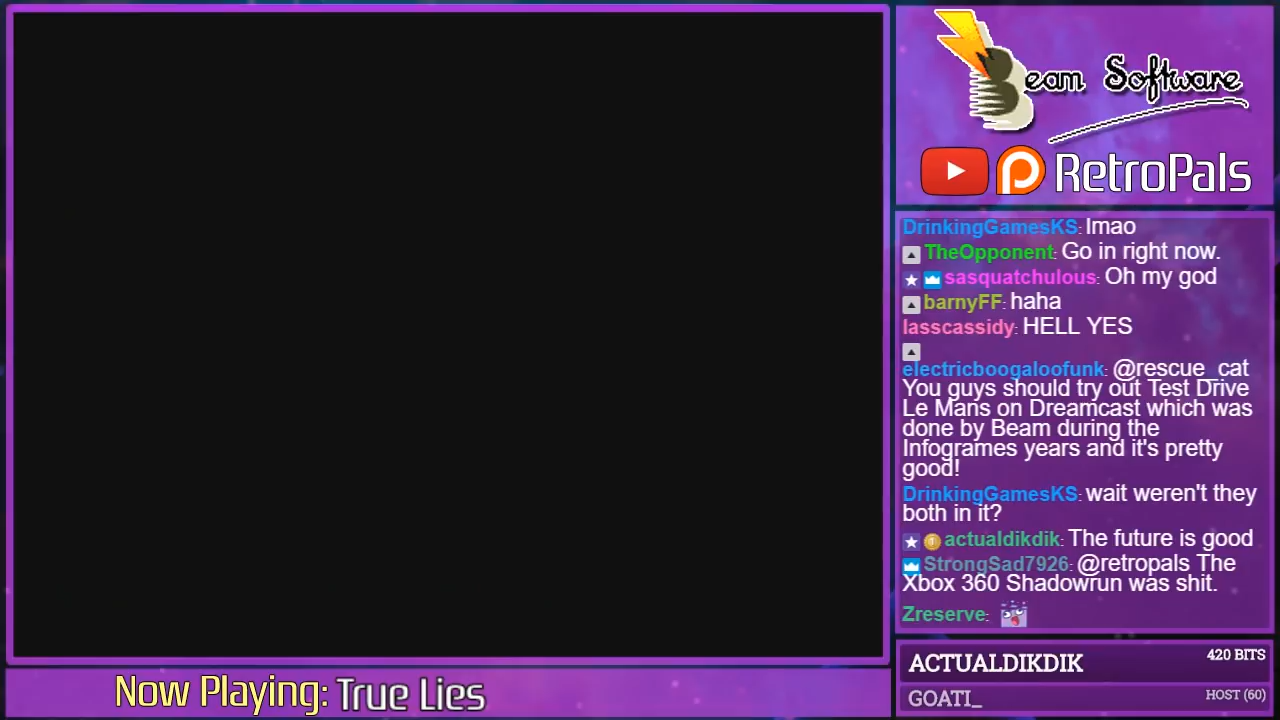 Beam Software
RetroPals
DrinkingGamesKS: lmao
TheOpponent: Go in right now.
sasquatchulous: Oh my god
barnyFF: haha
lasscassidy: HELL YES
electricboogaloofunk: @rescue_cat
You guys should try out Test Drive
Le Mans on Dreamcast which was
done by Beam during the
Infogrames years and it's pretty
good!
DrinkingGamesKS: wait weren't they
both in it?
actualdikdik: The future is good
StrongSad7926: @retropals The
Xbox 360 Shadowrun was shit.
Zreserve:
ACTUALDIKDIK 420 BITS
GOATI_ HOST (60)
Now Playing: True Lies